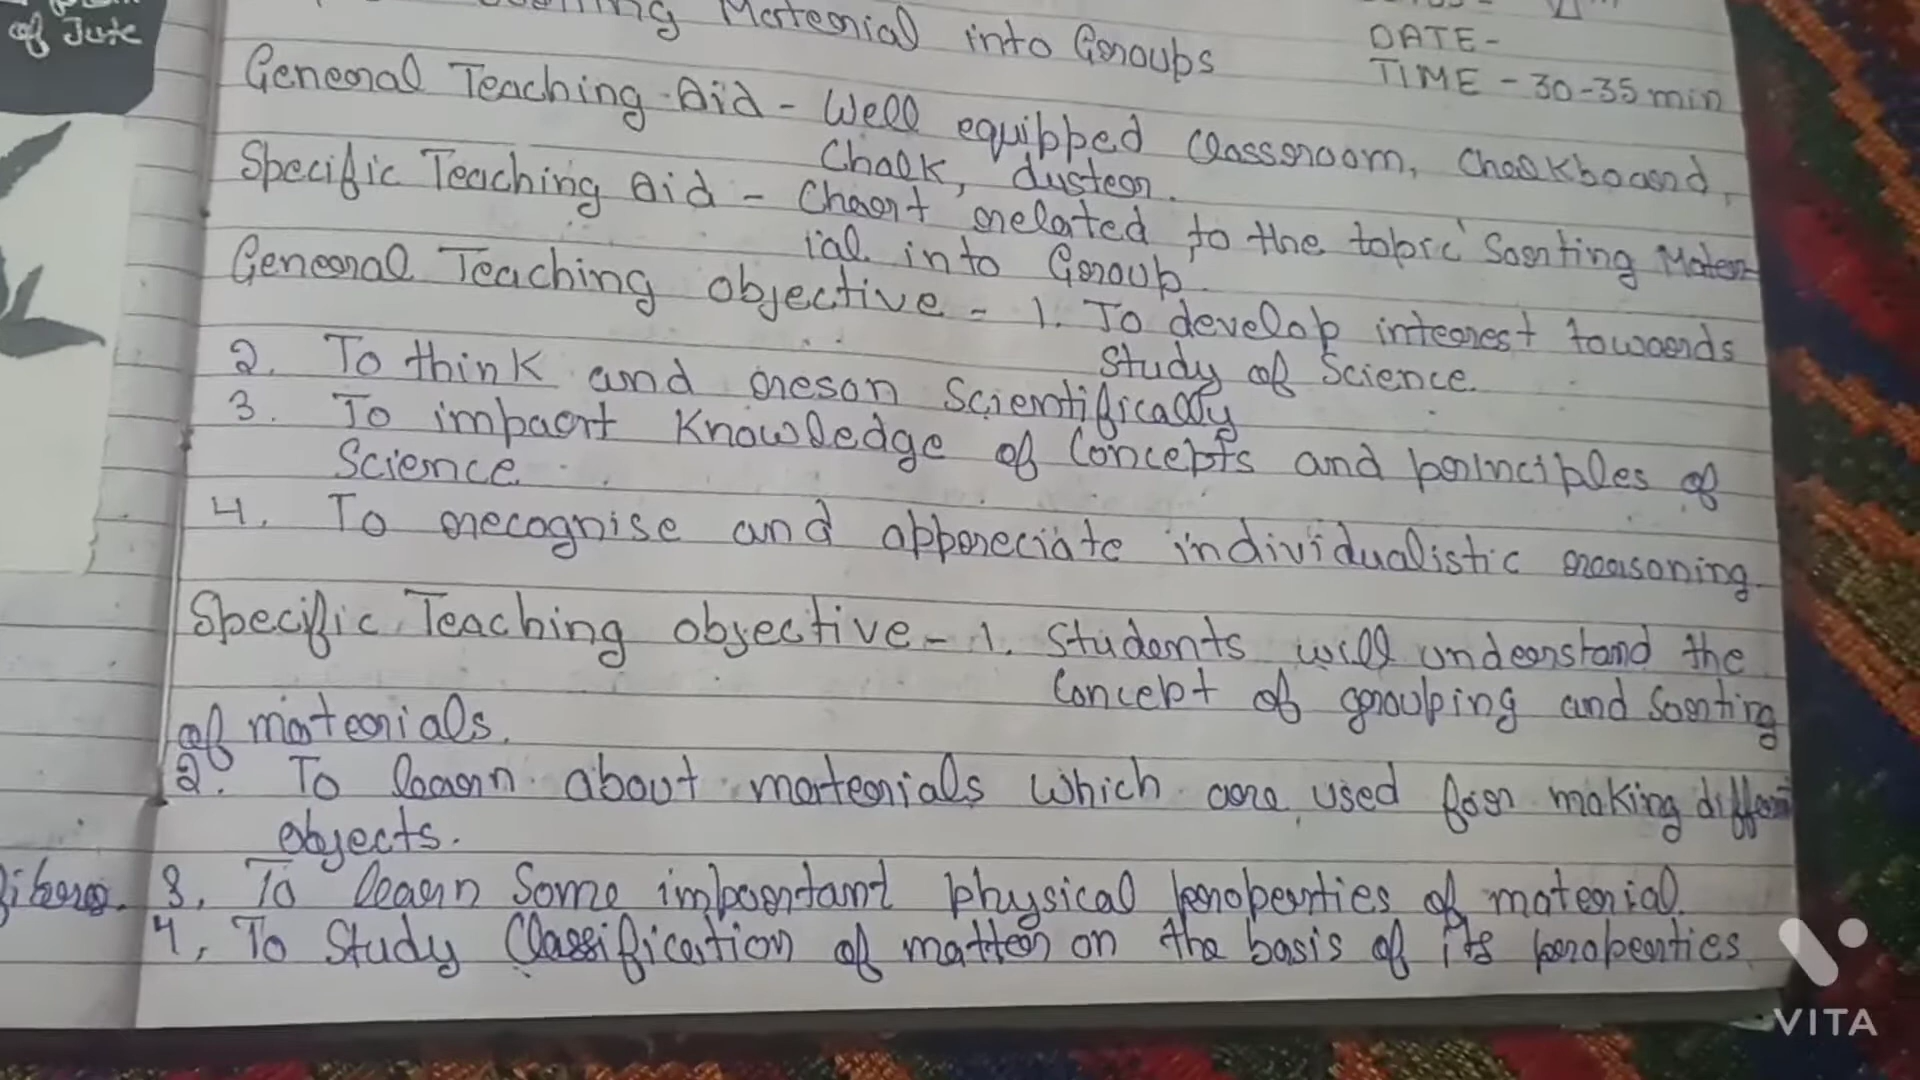 of Jute
Material into Groups
DATE-
TIME - 30-35 min
General Teaching Aid - Well equipped Classroom, Chalkboard,
Chalk, duster.
Specific Teaching Aid - Chart related to the topic 'Sorting Mater
ial into Group
General Teaching objective - 1. To develop interest towards
Study of Science.
2. To think and reson Scientifically
3. To impart Knowledge of Concepts and principles of
Science.
4. To recognise and appreciate individualistic reasoning.
Specific Teaching objective - 1. Students will understand the
Concept of grouping and Sorting
of materials.
2. To learn about materials which are used for making different
objects.
fibers. 3. To learn Some important physical properties of material.
4. To Study Classification of matter on the basis of its properties
VITA